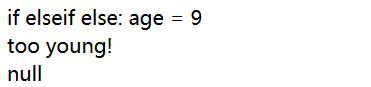 if elseif else: age = 9
too young!
null